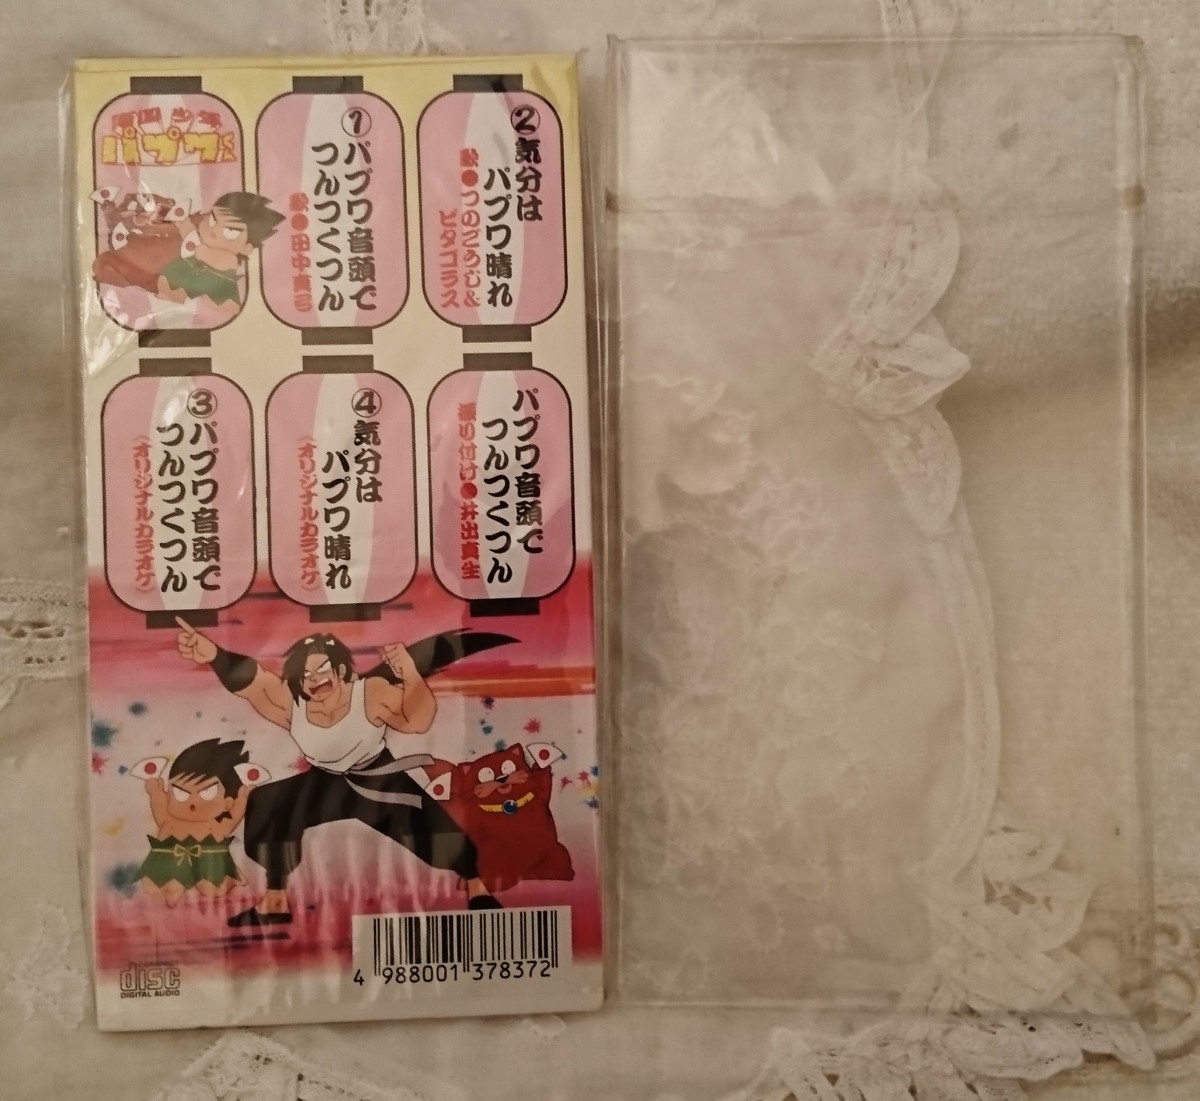 南国少年
パプワくん
①パプワ音頭で
つんつくつん
歌●田中真弓
②気分は
パプワ晴れ
歌●つのごうじ&
ピタゴラス
③パプワ音頭で
つんつくつん
(オリジナルカラオケ)
④気分は
パプワ晴れ
(オリジナルカラオケ)
パプワ音頭で
つんつくつん
振り付け●井出真生
COMPACT
disc
DIGITAL AUDIO
4 988001 378372